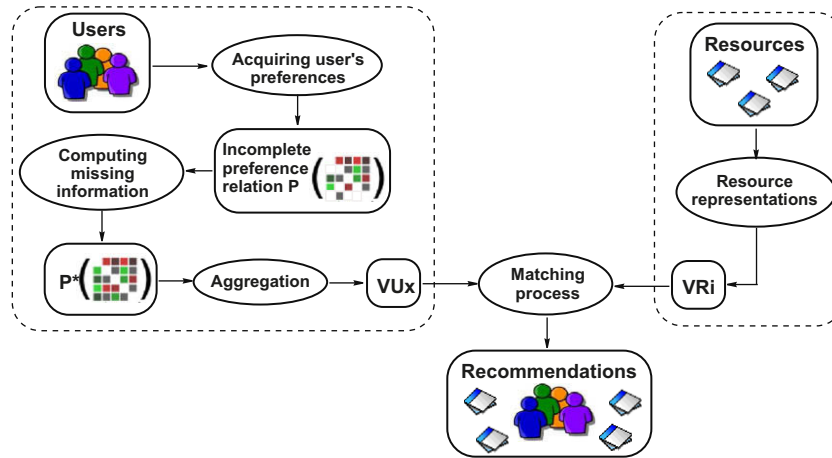 Users
Acquiring user's
preferences
Incomplete
preference
relation P
Computing
missing
information
P*
Aggregation
VUx
Matching
process
Resources
Resource
representations
VRi
Recommendations